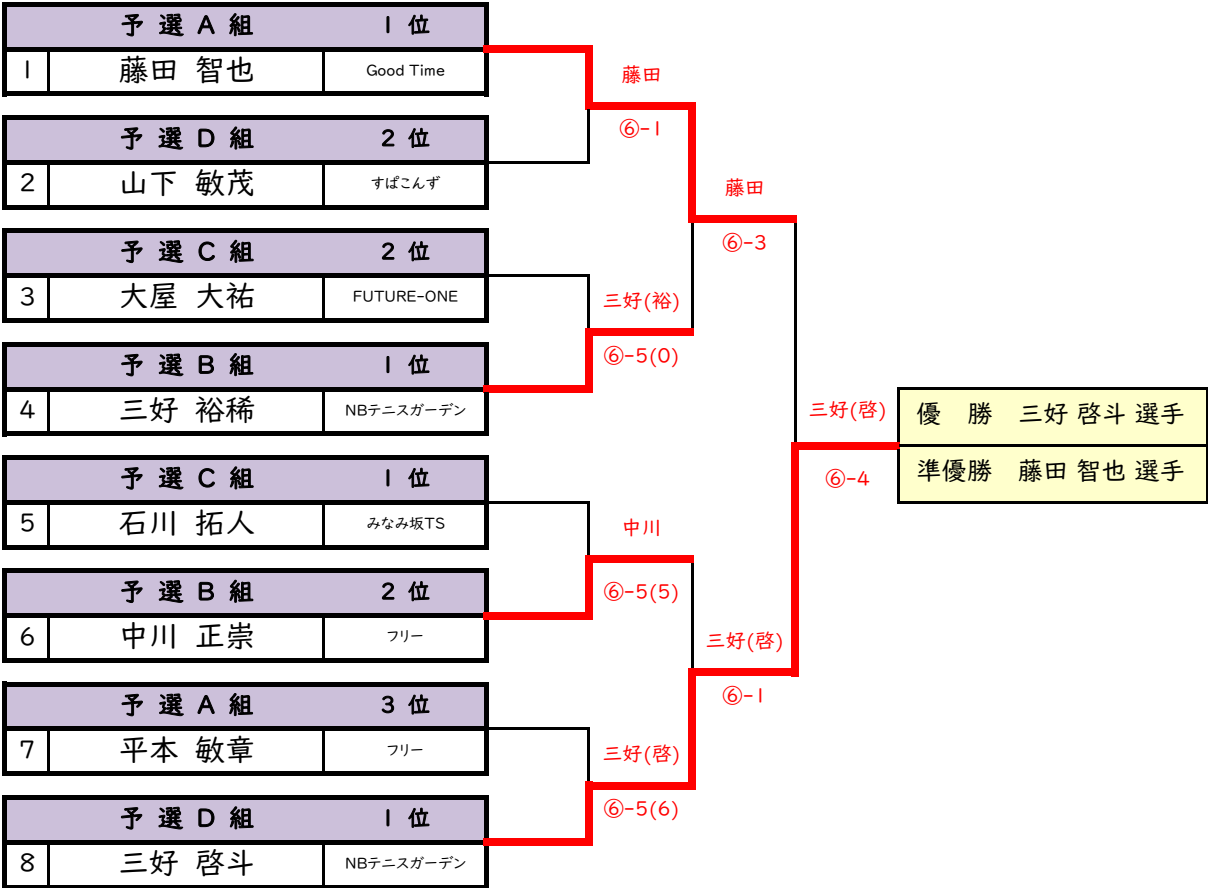 予選A組 1位
1 藤田 智也 Good Time
予選D組 2位
2 山下 敏茂 すぱこんず
予選C組 2位
3 大屋 大祐 FUTURE-ONE
予選B組 1位
4 三好 裕稀 NBテニスガーデン
予選C組 1位
5 石川 拓人 みなみ坂TS
予選B組 2位
6 中川 正崇 フリー
予選A組 3位
7 平本 敏章 フリー
予選D組 1位
8 三好 啓斗 NBテニスガーデン
藤田
⑥-1
三好(裕)
⑥-5(0)
中川
⑥-5(5)
三好(啓)
⑥-5(6)
藤田
⑥-3
三好(啓)
⑥-1
三好(啓)
⑥-4
優 勝 三好 啓斗 選手
準優勝 藤田 智也 選手